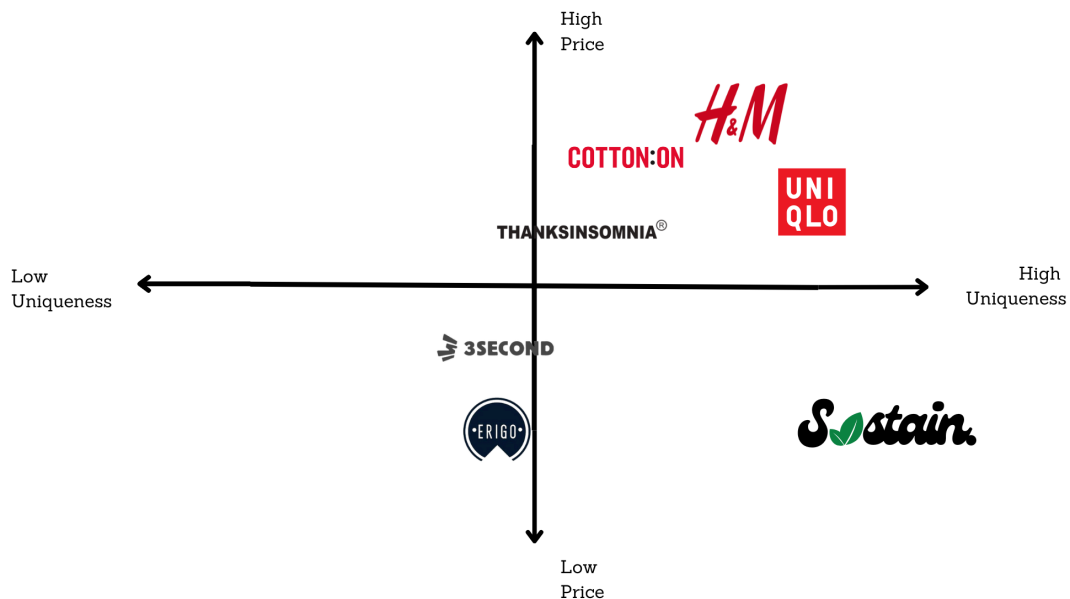 High
Price
H&M
COTTON:ON
UNI
QLO
THANKSINSOMNIA®
Low
Uniqueness
High
Uniqueness
3SECOND
·ERIGO·
Sustain.
Low
Price